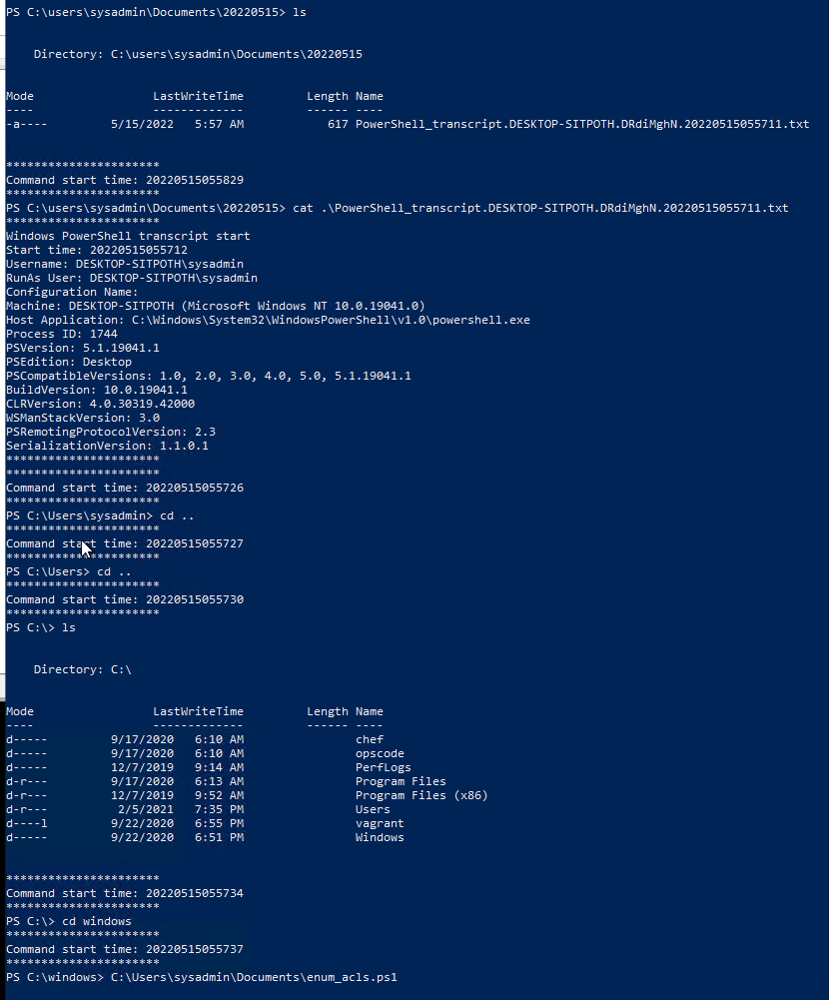 PS C:\users\sysadmin\Documents\20220515> ls
Directory: C:\users\sysadmin\Documents\20220515
Mode                 LastWriteTime         Length Name
----                 -------------         ------ ----
-a----         5/15/2022   5:57 AM            617 PowerShell_transcript.DESKTOP-SITPOTH.DRdiMghN.20220515055711.txt
**********************
Command start time: 20220515055829
**********************
PS C:\users\sysadmin\Documents\20220515> cat .\PowerShell_transcript.DESKTOP-SITPOTH.DRdiMghN.20220515055711.txt
**********************
Windows PowerShell transcript start
Start time: 20220515055712
Username: DESKTOP-SITPOTH\sysadmin
RunAs User: DESKTOP-SITPOTH\sysadmin
Configuration Name:
Machine: DESKTOP-SITPOTH (Microsoft Windows NT 10.0.19041.0)
Host Application: C:\Windows\System32\WindowsPowerShell\v1.0\powershell.exe
Process ID: 1744
PSVersion: 5.1.19041.1
PSEdition: Desktop
PSCompatibleVersions: 1.0, 2.0, 3.0, 4.0, 5.0, 5.1.19041.1
BuildVersion: 10.0.19041.1
CLRVersion: 4.0.30319.42000
WSManStackVersion: 3.0
PSRemotingProtocolVersion: 2.3
SerializationVersion: 1.1.0.1
**********************
**********************
Command start time: 20220515055726
**********************
PS C:\Users\sysadmin> cd ..
**********************
Command start time: 20220515055727
**********************
PS C:\Users> cd ..
**********************
Command start time: 20220515055730
**********************
PS C:\> ls
Directory: C:\
Mode                 LastWriteTime         Length Name
----                 -------------         ------ ----
d-----         9/17/2020   6:10 AM                chef
d-----         9/17/2020   6:10 AM                opscode
d-----         12/7/2019   9:14 AM                PerfLogs
d-r---         9/17/2020   6:13 AM                Program Files
d-r---         12/7/2019   9:52 AM                Program Files (x86)
d-r---          2/5/2021   7:35 PM                Users
d----l         9/22/2020   6:55 PM                vagrant
d-----         9/22/2020   6:51 PM                Windows
**********************
Command start time: 20220515055734
**********************
PS C:\> cd windows
**********************
Command start time: 20220515055737
**********************
PS C:\windows> C:\Users\sysadmin\Documents\enum_acls.ps1